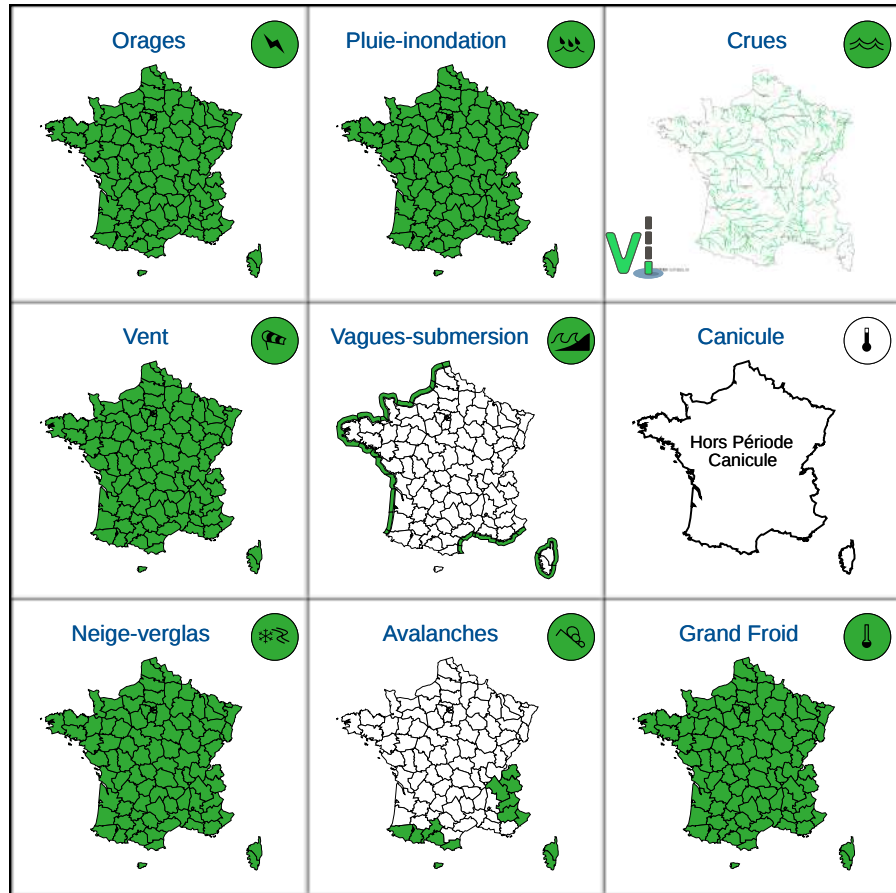 Orages
Pluie-inondation
Crues
Vent
Vagues-submersion
Canicule
Hors Période
Canicule
Neige-verglas
Avalanches
Grand Froid